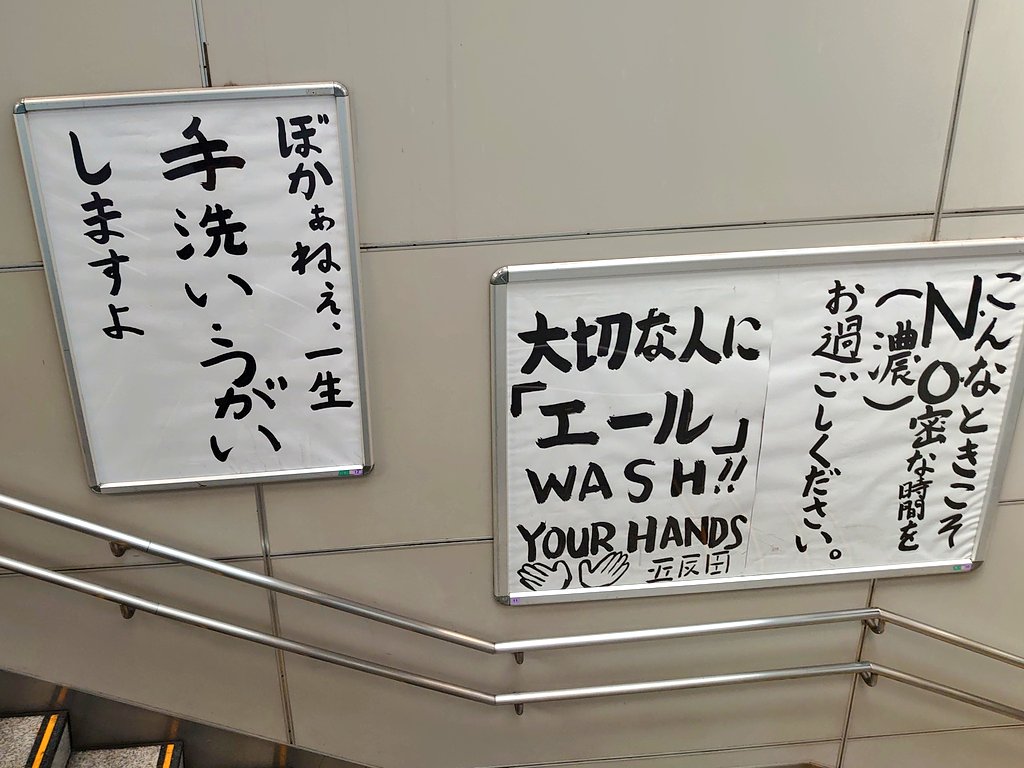 ぼかぁねぇ、一生
手洗い・うがい
しますよ
こんなときこそ
NO密な時間を
(濃)
お過ごしください。
大切な人に
「エール」
WASH!!
YOUR HANDS
五反田